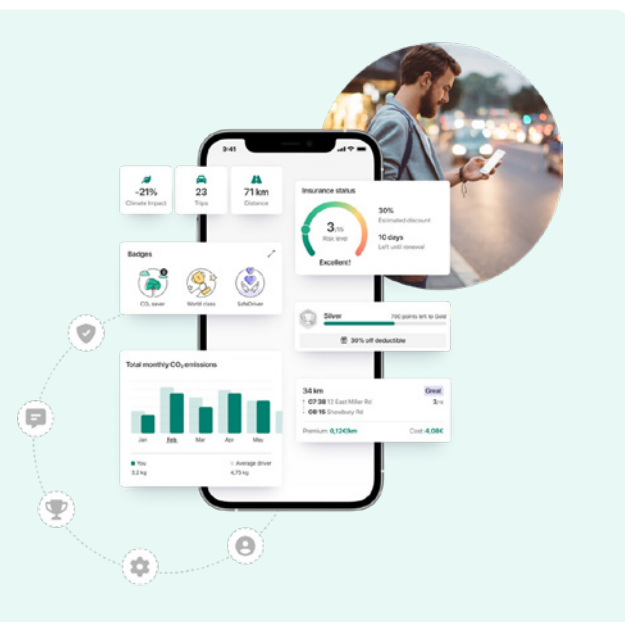 9:41
-21%
Climate Impact
23
Trips
71 km
Distance
Insurance status
3/15
Risk level
Excellent!
30%
Estimated discount
10 days
Left until renewal
Badges
CO₂ saver
World class
SafeDriver
Silver
700 points left to Gold
30% off deductible
Total monthly CO₂ emissions
Jan Feb Mar Apr May
You
3,2 kg
Average driver
4,75 kg
34 km
Great
07:38 12 East Miller Rd
3/15
08:16 Shawbury Rd
Premium: 0,12€/km
Cost: 4.08€